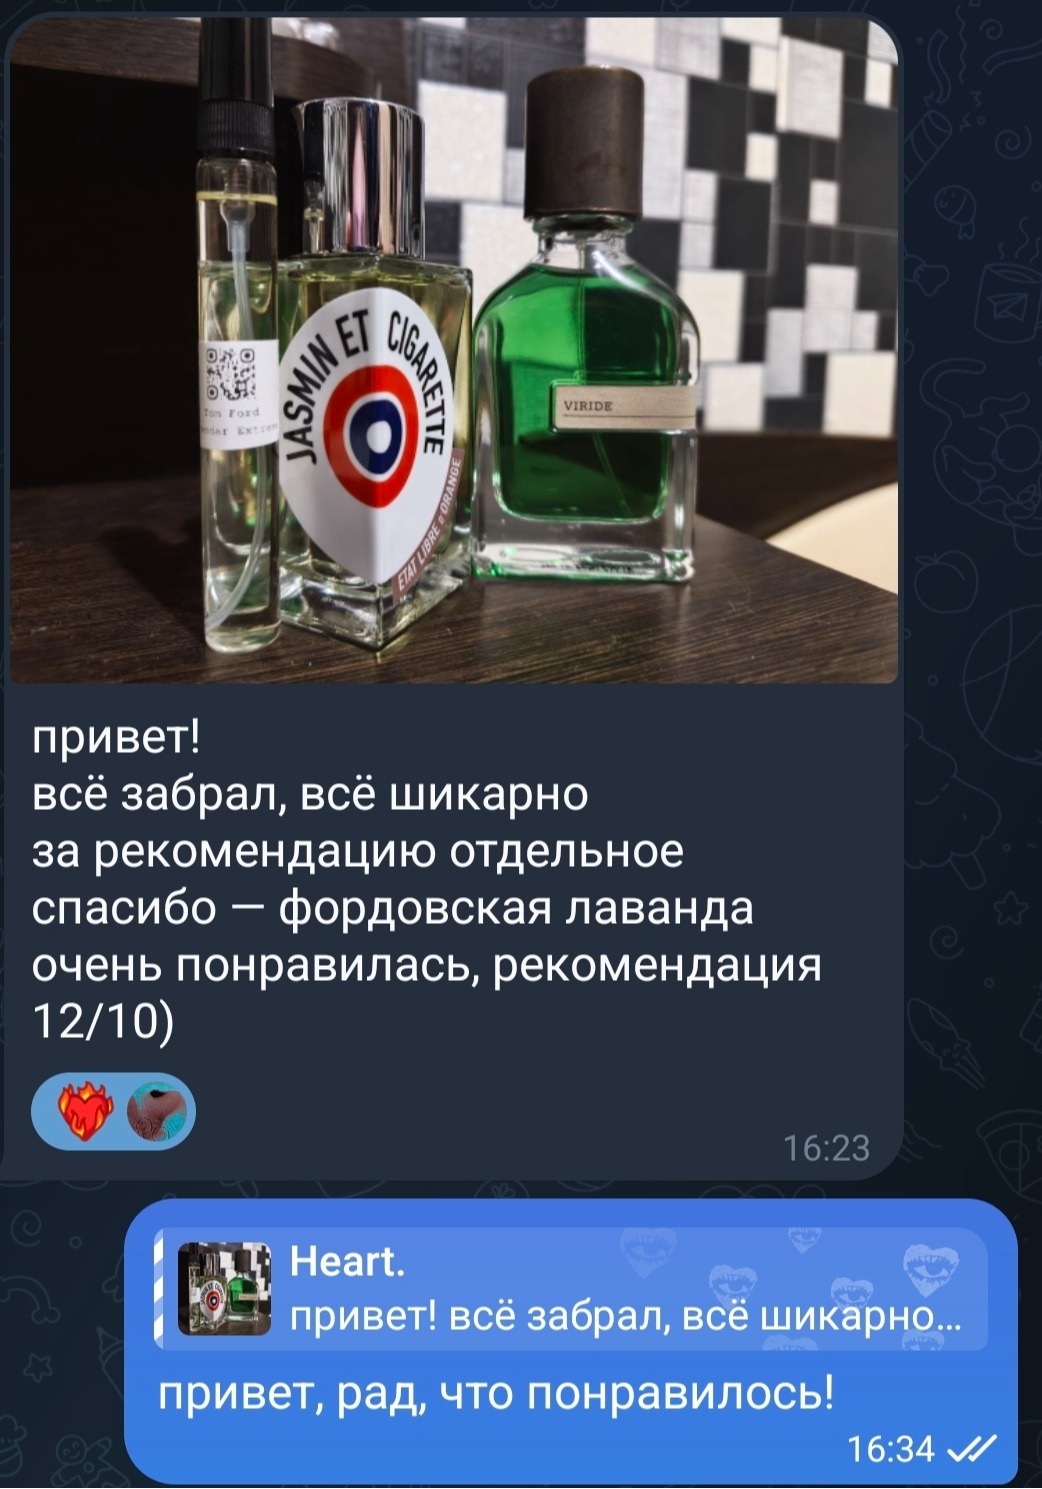 JASMIN ET CIGARETTE
ETAT LIBRE d'ORANGE
VIRIDE
Ford
привет!
всё забрал, всё шикарно
за рекомендацию отдельное
спасибо — фордовская лаванда
очень понравилась, рекомендация
12/10)
16:23
Heart.
привет! всё забрал, всё шикарно...
привет, рад, что понравилось!
16:34